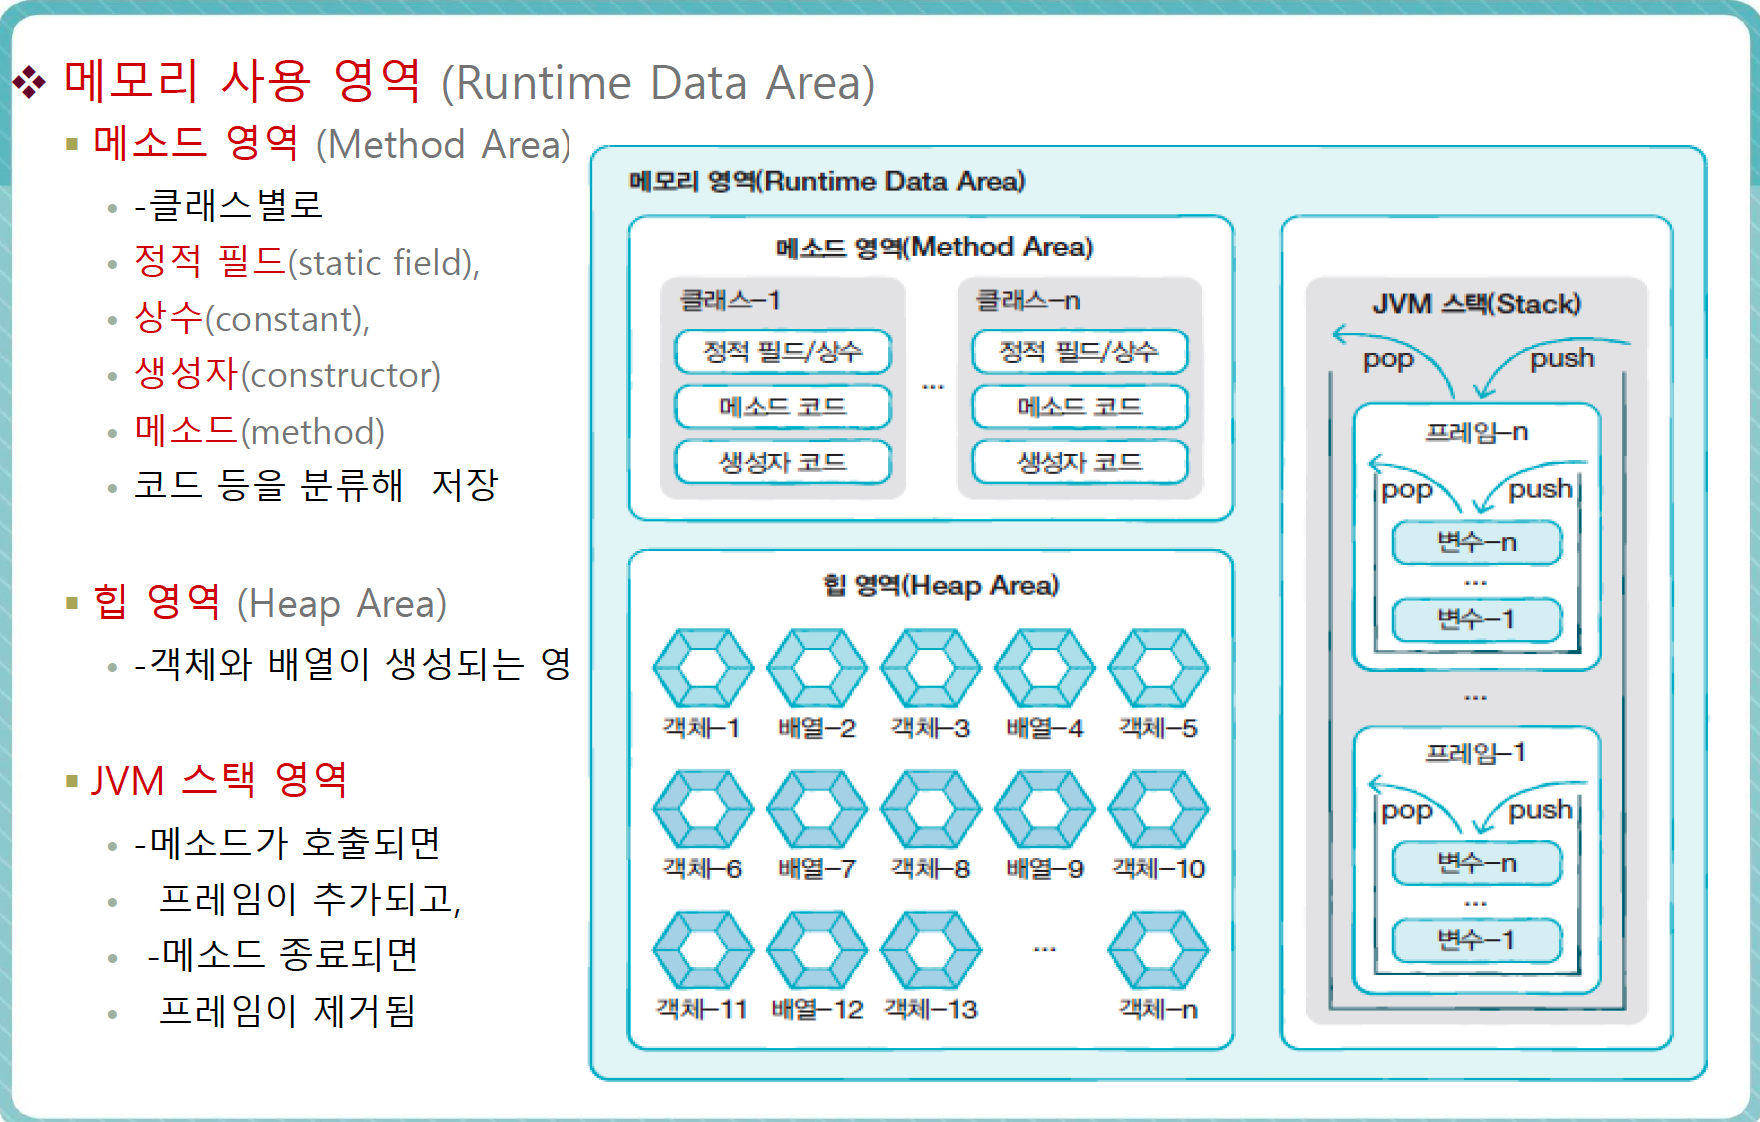 ❖ 메모리 사용 영역 (Runtime Data Area)
▪ 메소드 영역 (Method Area)
• -클래스별로
• 정적 필드(static field),
• 상수(constant),
• 생성자(constructor)
• 메소드(method)
• 코드 등을 분류해 저장
▪ 힙 영역 (Heap Area)
• -객체와 배열이 생성되는 영
▪ JVM 스택 영역
• -메소드가 호출되면
• 프레임이 추가되고,
• -메소드 종료되면
• 프레임이 제거됨
메모리 영역(Runtime Data Area)
메소드 영역(Method Area)
클래스-1
정적 필드/상수
메소드 코드
생성자 코드
...
클래스-n
정적 필드/상수
메소드 코드
생성자 코드
힙 영역(Heap Area)
객체-1 배열-2 객체-3 배열-4 객체-5
객체-6 배열-7 객체-8 배열-9 객체-10
객체-11 배열-12 객체-13 ... 객체-n
JVM 스택(Stack)
pop push
프레임-n
pop push
변수-n
...
변수-1
...
프레임-1
pop push
변수-n
...
변수-1